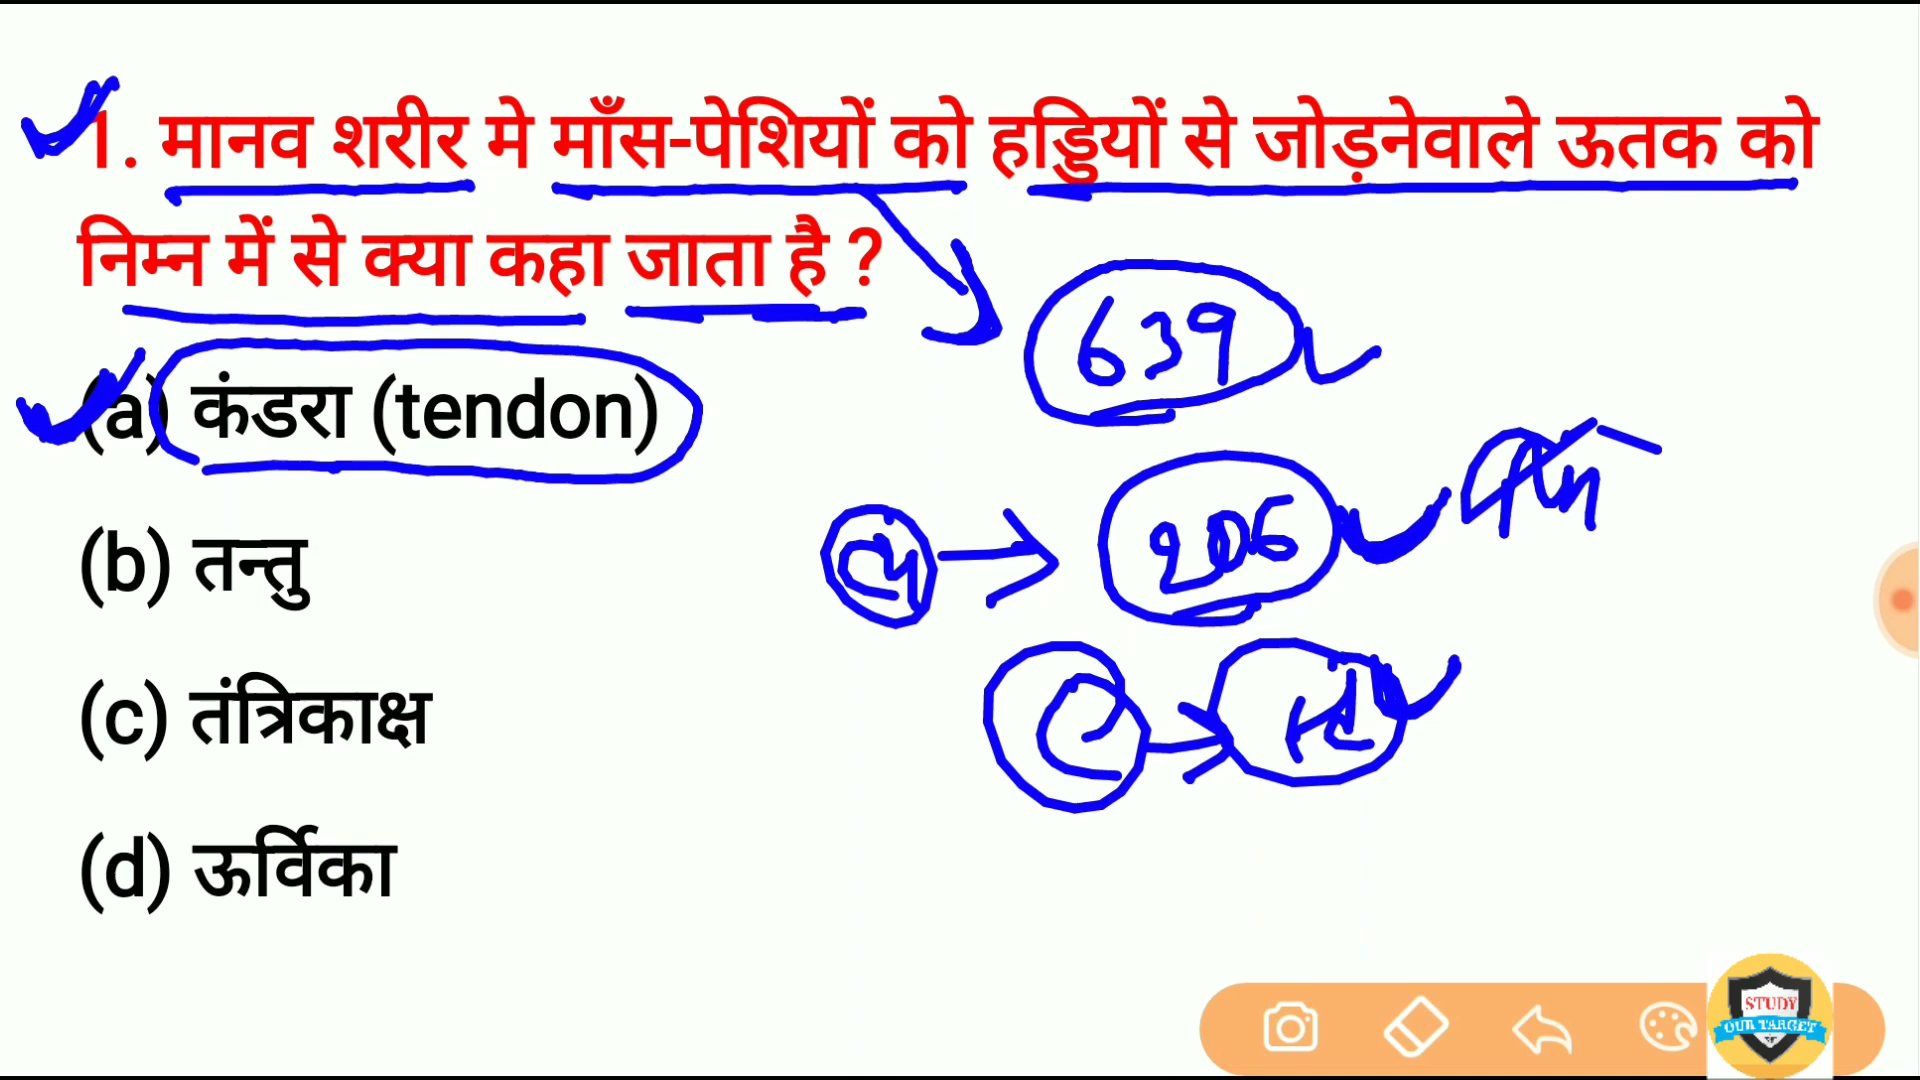 1. मानव शरीर मे माँस-पेशियों को हड्डियों से जोड़नेवाले ऊतक को
निम्न में से क्या कहा जाता है ?
639
(a) कंडरा (tendon)
206
(b) तन्तु
(c) तंत्रिकाक्ष
(d) ऊर्विका
STUDY
OUR TARGET